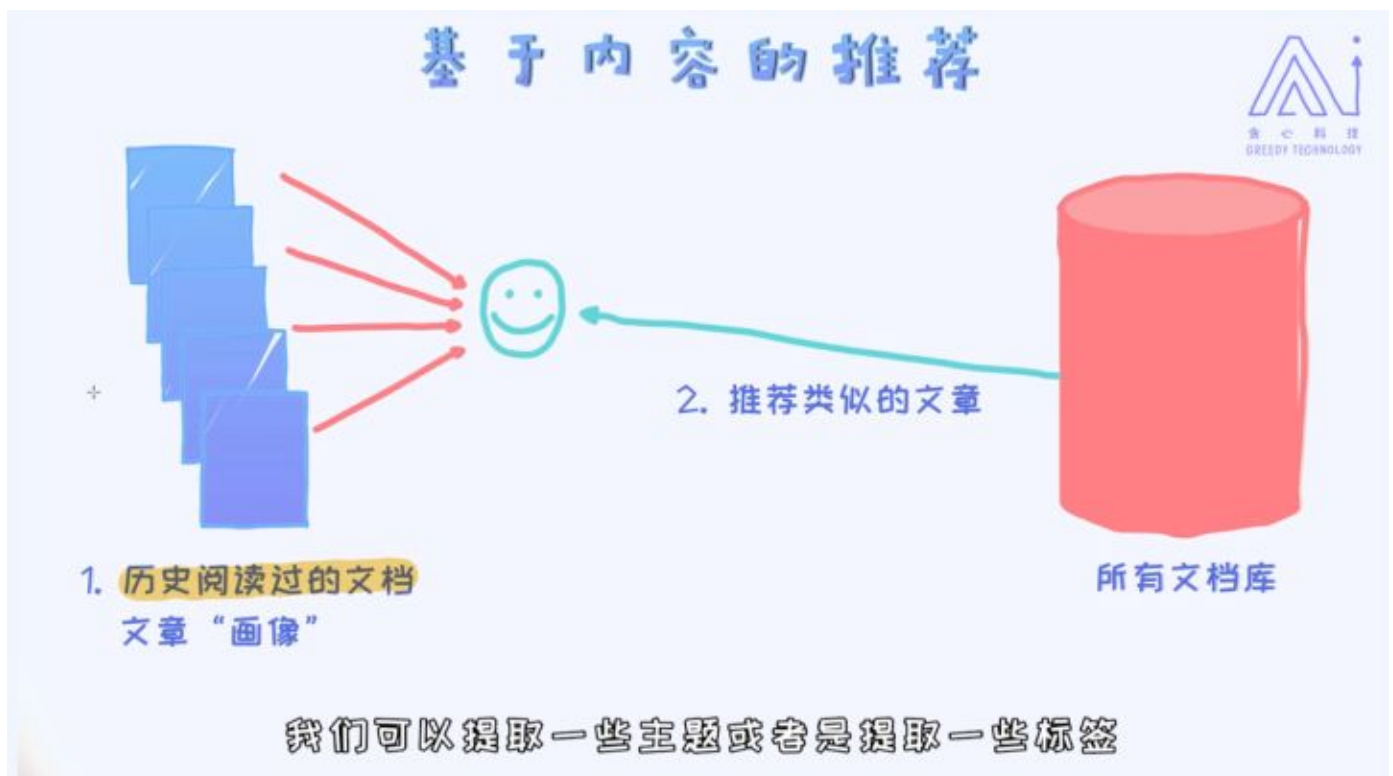 基于内容的推荐
贪心科技
GREEDY TECHNOLOGY
2. 推荐类似的文章
1. 历史阅读过的文档
文章“画像”
所有文档库
我们可以提取一些主题或者是提取一些标签